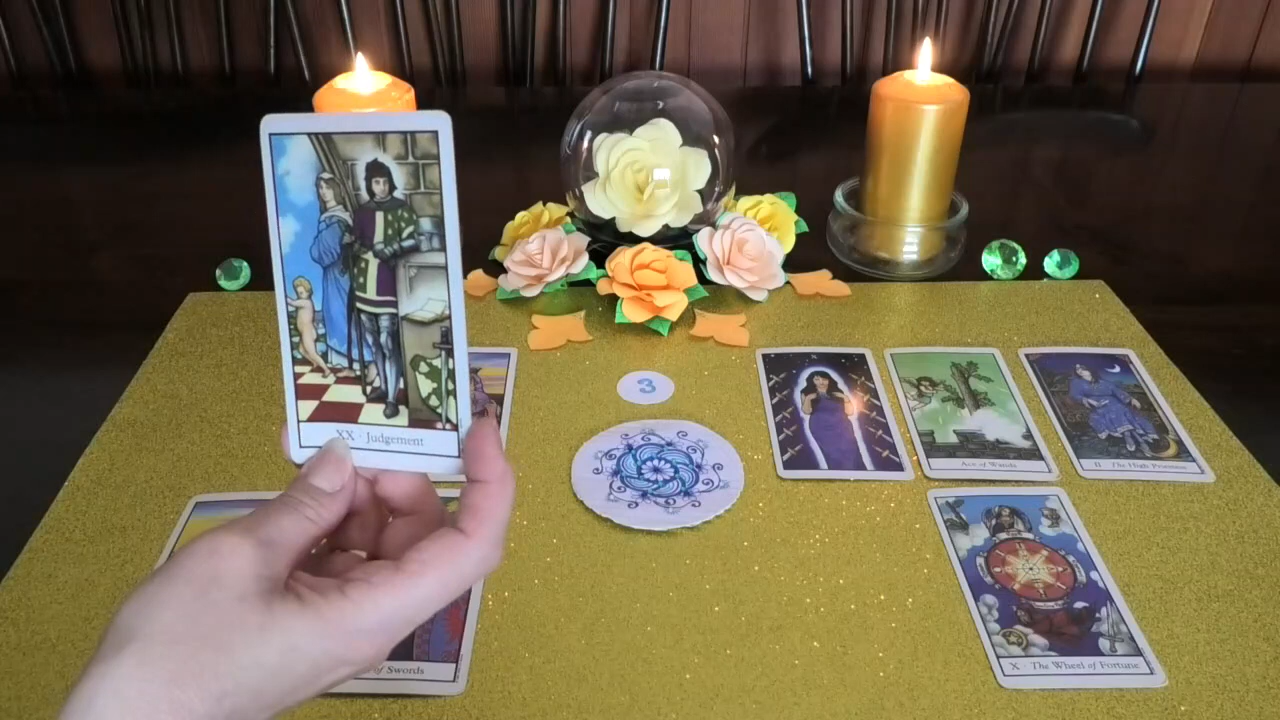 XX · Judgement
3
X
Ace of Wands
II · The High Priestess
of Swords
X · The Wheel of Fortune